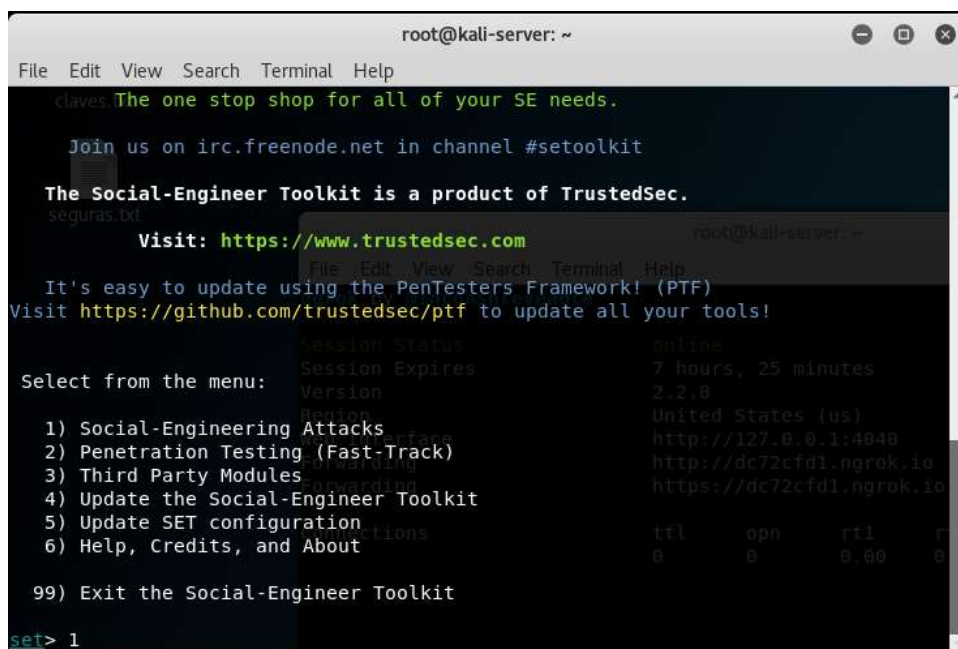 root@kali-server: ~
File Edit View Search Terminal Help
claves.
The one stop shop for all of your SE needs.
Join us on irc.freenode.net in channel #setoolkit
The Social-Engineer Toolkit is a product of TrustedSec.
seguras.txt
root@kali-server: ~
Visit: https://www.trustedsec.com
File Edit View Search Terminal Help
It's easy to update using the PenTesters Framework! (PTF)
Visit https://github.com/trustedsec/ptf to update all your tools!
Session Status online
Session Expires 7 hours, 25 minutes
Select from the menu:
Version 2.2.8
Region United States (us)
1) Social-Engineering Attacks
http://127.0.0.1:4040
2) Penetration Testing (Fast-Track)
Forwarding http://dc72cfd1.ngrok.io
3) Third Party Modules
Forwarding https://dc72cfd1.ngrok.io
4) Update the Social-Engineer Toolkit
5) Update SET configuration
ttl opn rt1
6) Help, Credits, and About
0 0 0.00
99) Exit the Social-Engineer Toolkit
set> 1